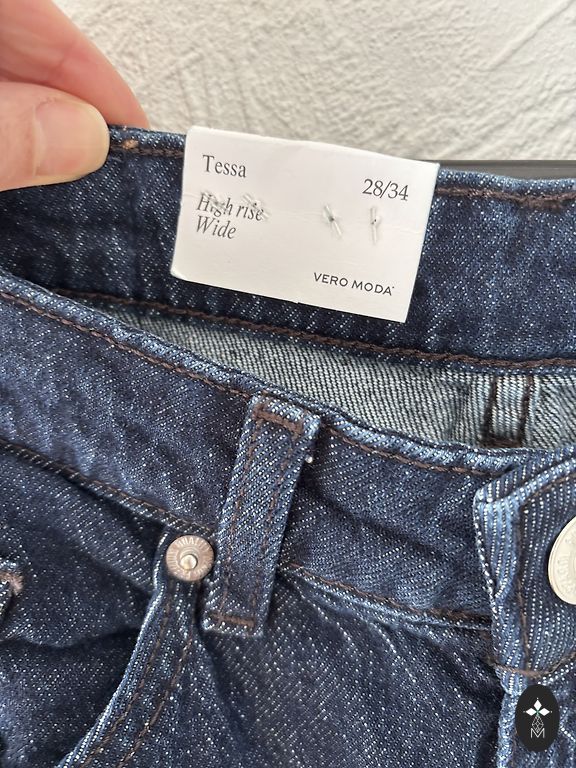 Tessa
28/34
High rise
Wide
VERO MODA